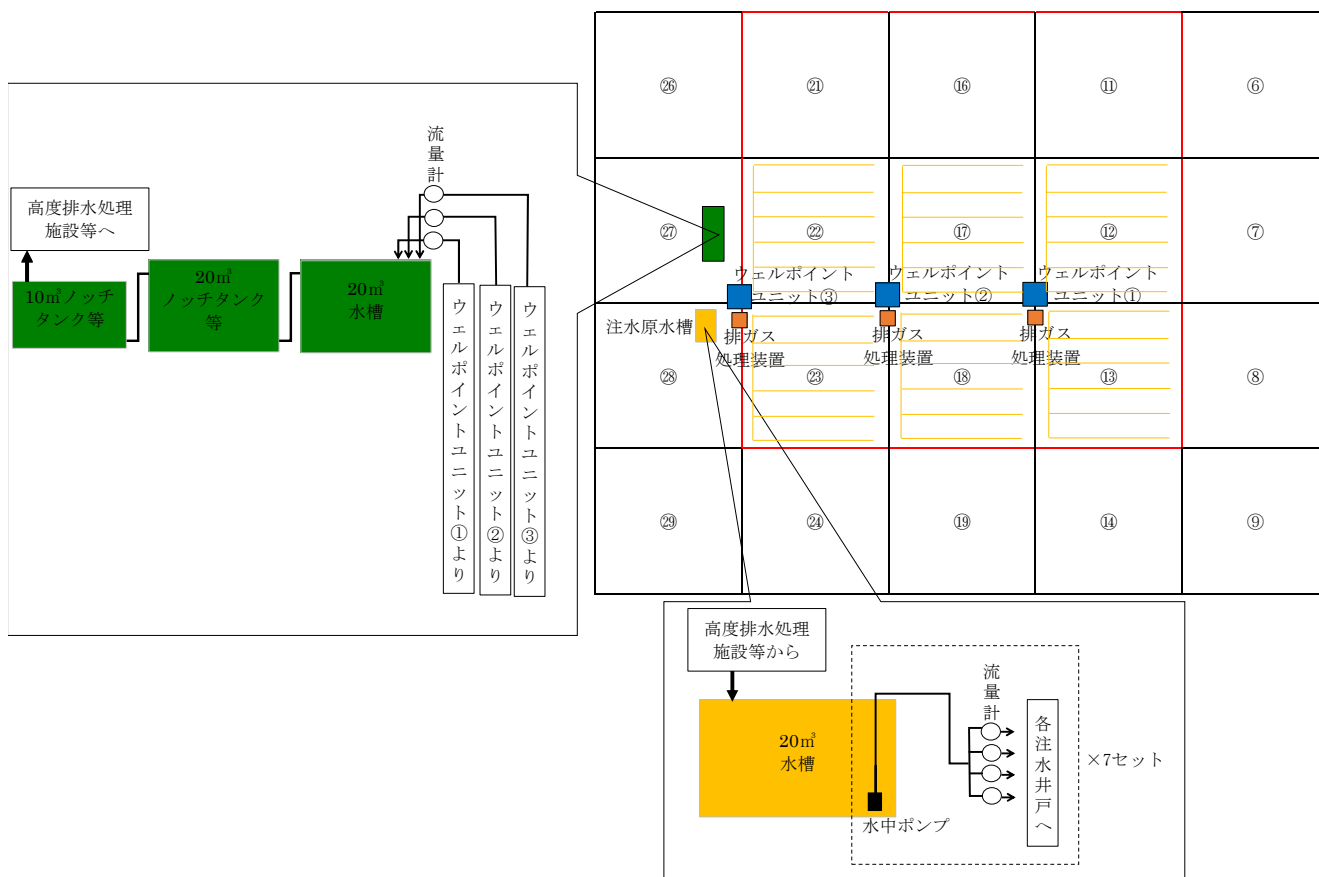 ㉖
㉑
⑯
⑪
⑥
流量計
高度排水処理
施設等へ
10㎥ノッチ
タンク等
20㎥
ノッチタンク
等
20㎥
水槽
ウェルポイントユニット①より
ウェルポイントユニット②より
ウェルポイントユニット③より
㉗
㉒
⑰
⑫
⑦
ウェルポイント
ユニット③
ウェルポイント
ユニット②
ウェルポイント
ユニット①
注水原水槽
排ガス
処理装置
排ガス
処理装置
排ガス
処理装置
㉘
㉓
⑱
⑬
⑧
㉙
㉔
⑲
⑭
⑨
高度排水処理
施設等から
20㎥
水槽
水中ポンプ
流量計
各注水井戸へ
×7セット